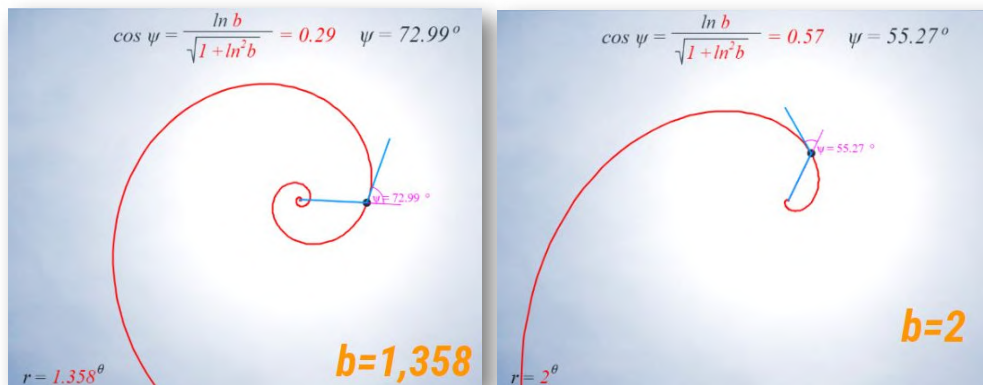 cos ψ = ln b / √1 + ln²b = 0.29 ψ = 72.99°
ψ = 72.99 °
b=1,358
r = 1.358^θ
cos ψ = ln b / √1 + ln²b = 0.57 ψ = 55.27°
ψ = 55.27 °
b=2
r = 2^θ